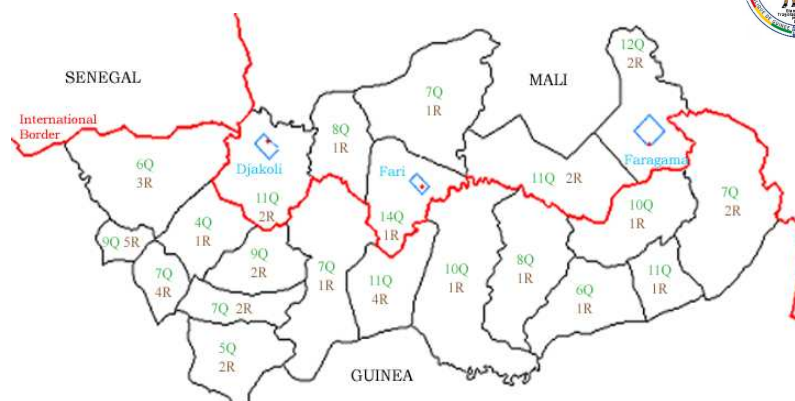 SENEGAL
MALI
12Q
2R
7Q
1R
International
Border
8Q
1R
6Q
3R
Djakoli
Fari
Faragama
11Q
2R
11Q 2R
7Q
2R
14Q
1R
4Q
1R
10Q
1R
9Q 5R
9Q
2R
7Q
4R
7Q
1R
11Q
4R
10Q
1R
8Q
1R
11Q
1R
6Q
1R
7Q 2R
5Q
2R
GUINEA